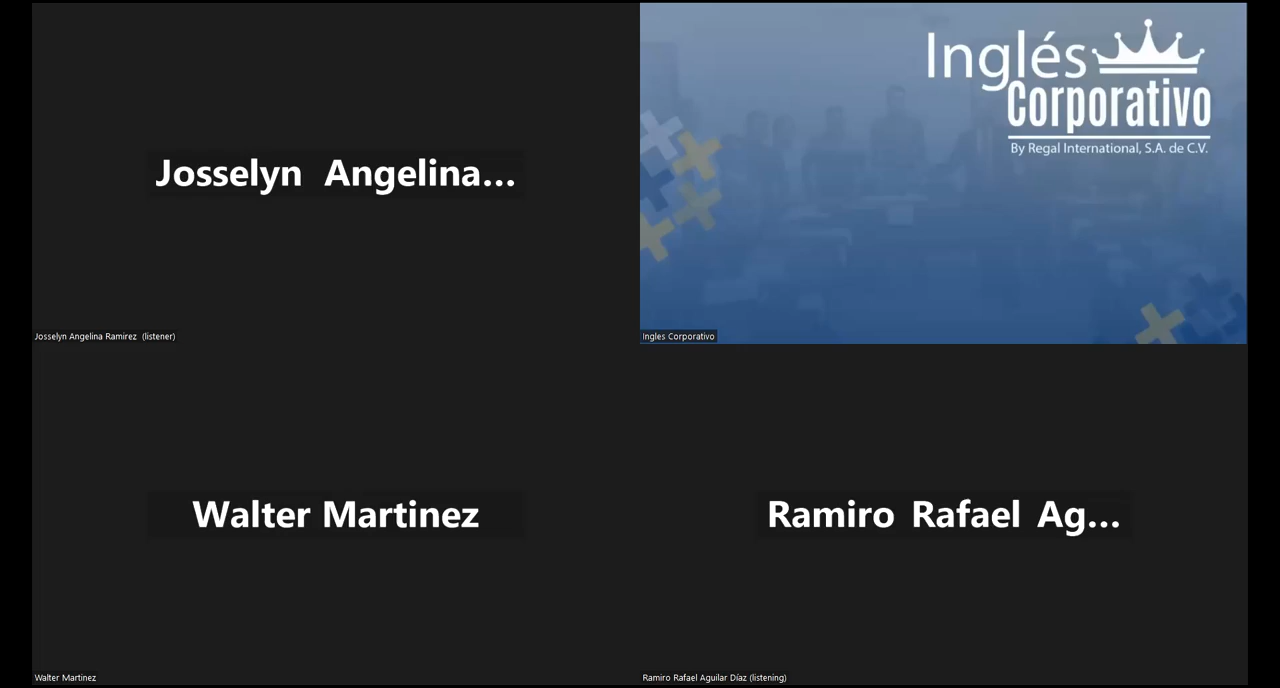 Josselyn Angelina...
Josselyn Angelina Ramirez (listener)
Inglés
Corporativo
By Regal International, S.A. de C.V.
Ingles Corporativo
Walter Martinez
Walter Martinez
Ramiro Rafael Ag...
Ramiro Rafael Aguilar Díaz (listening)